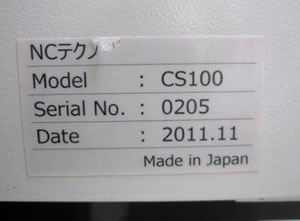 NCテクノ
Model : CS100
Serial No. : 0205
Date : 2011.11
Made in Japan